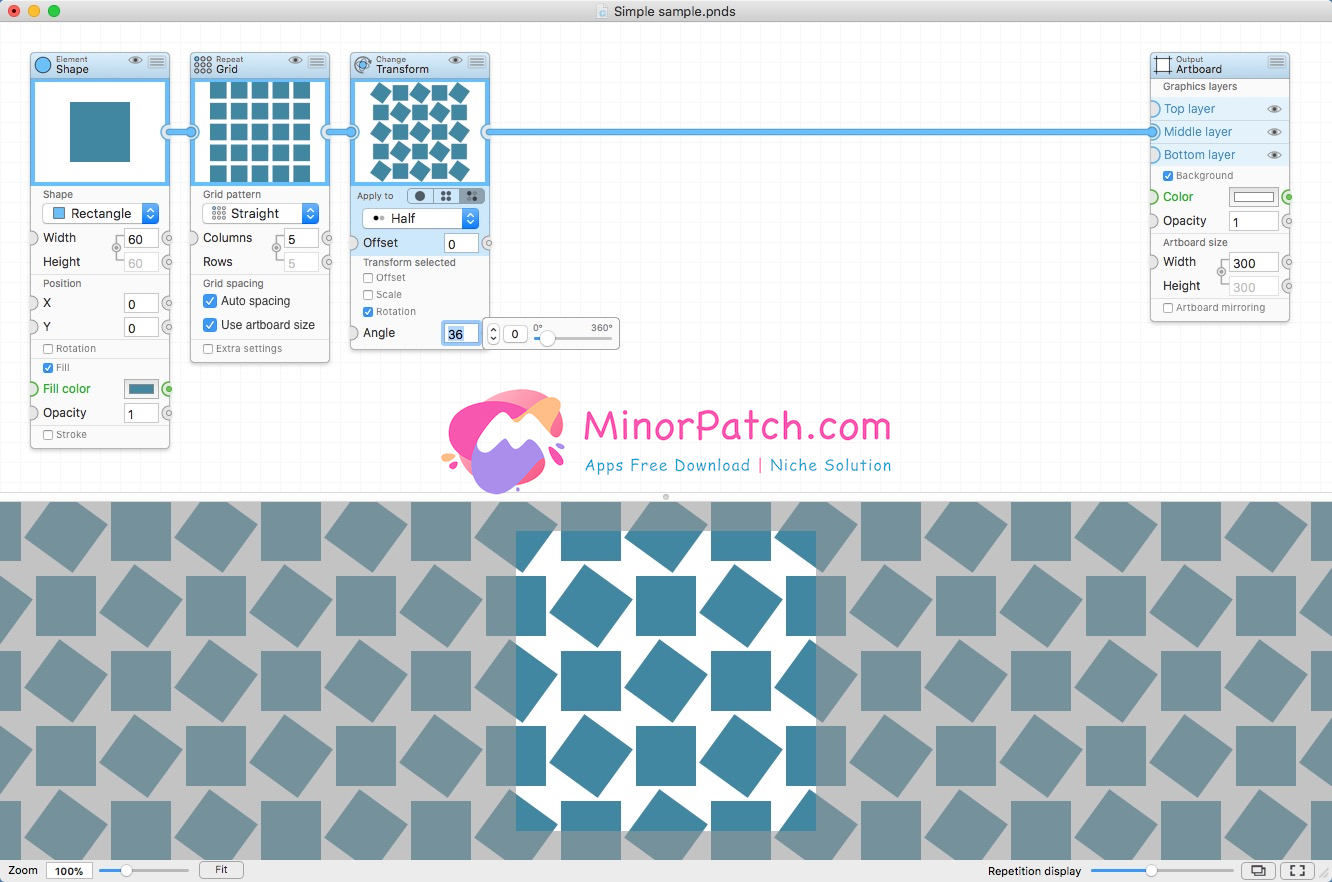 Simple sample.pnds
Element
Shape
Shape
Rectangle
Width 60
Height 60
Position
X 0
Y 0
Rotation
Fill
Fill color
Opacity 1
Stroke
Repeat
Grid
Grid pattern
Straight
Columns 5
Rows 5
Grid spacing
Auto spacing
Use artboard size
Extra settings
Change
Transform
Apply to
Half
Offset 0
Transform selected
Offset
Scale
Rotation
Angle 36 0 0° 360°
Output
Artboard
Graphics layers
Top layer
Middle layer
Bottom layer
Background
Color
Opacity 1
Artboard size
Width 300
Height 300
Artboard mirroring
MinorPatch.com
Apps Free Download | Niche Solution
Zoom 100% Fit Repetition display